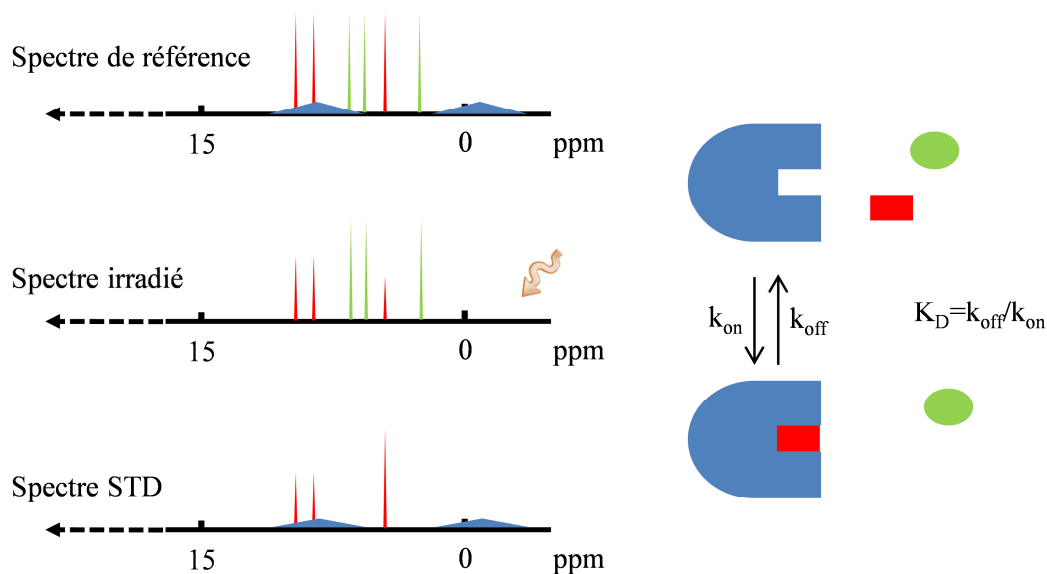 Spectre de référence
15
0
ppm
Spectre irradié
15
0
ppm
Spectre STD
15
0
ppm
kon
koff
KD=koff/kon